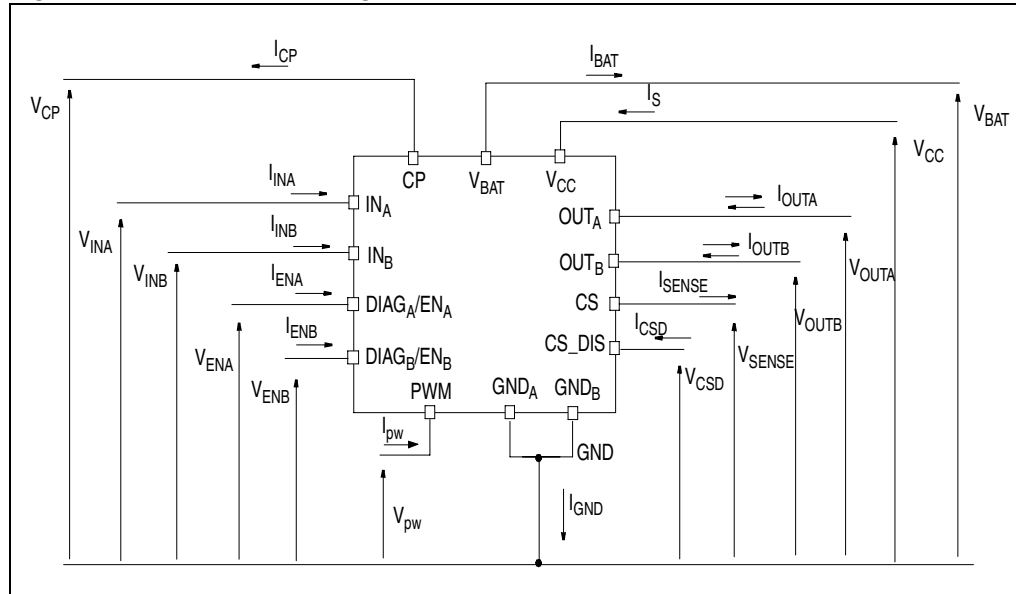 I_CP
I_BAT
I_S
V_CP
V_BAT
V_CC
CP
V_BAT
V_CC
I_INA
IN_A
OUT_A
I_OUTA
V_INA
I_INB
IN_B
OUT_B
I_OUTB
V_INB
V_OUTA
I_ENA
DIAG_A/EN_A
CS
I_SENSE
V_OUTB
I_ENB
DIAG_B/EN_B
CS_DIS
I_CSD
V_ENA
V_SENSE
V_ENB
V_CSD
PWM
GND_A
GND_B
I_pw
GND
V_pw
I_GND